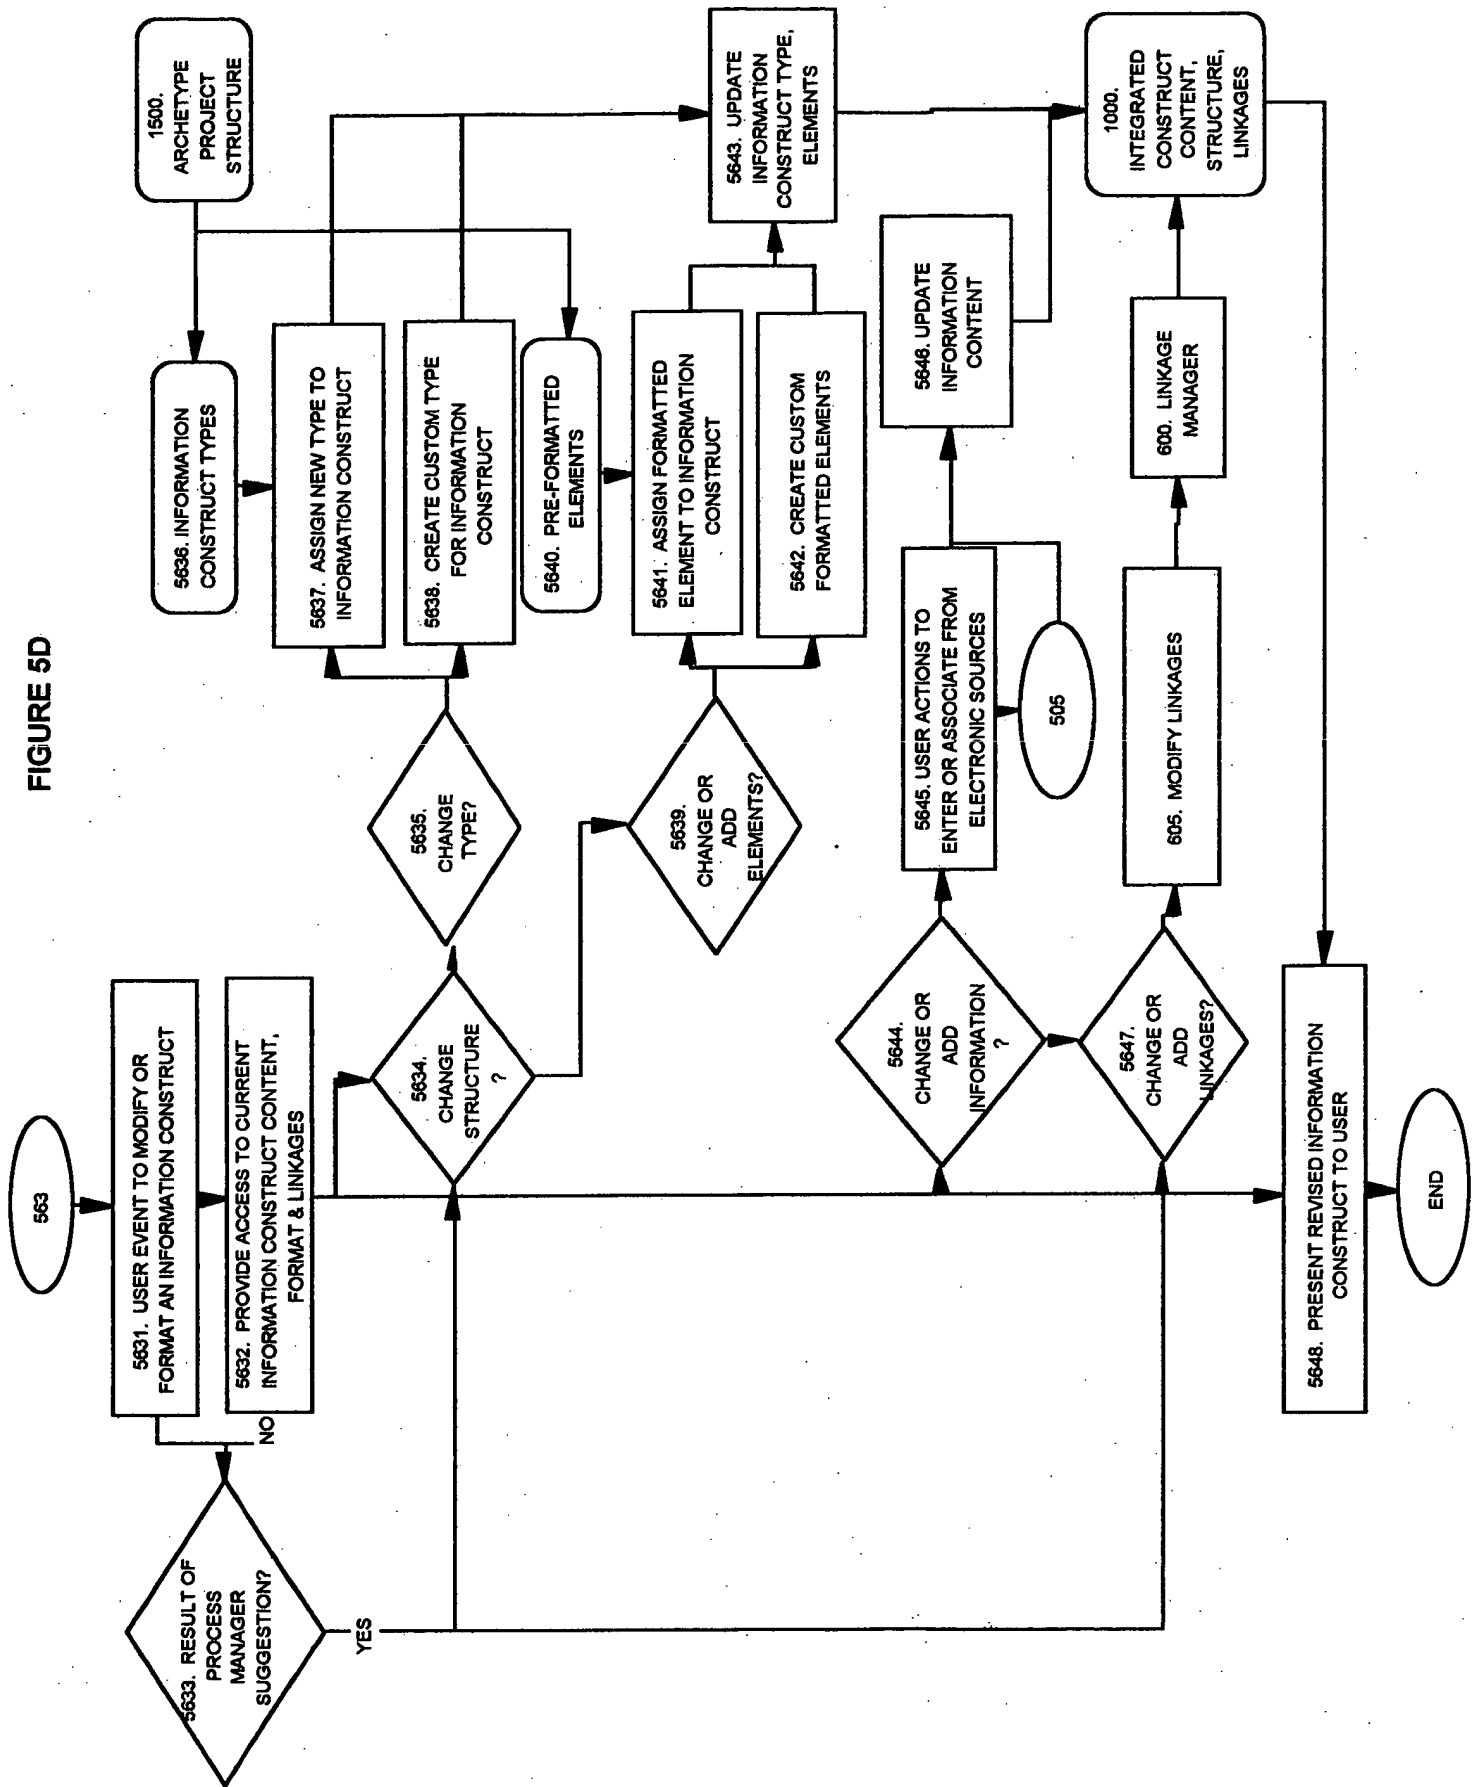 FIGURE 5D
563
5631. USER EVENT TO MODIFY OR
FORMAT AN INFORMATION CONSTRUCT
5632. PROVIDE ACCESS TO CURRENT
INFORMATION CONSTRUCT CONTENT,
FORMAT & LINKAGES
NO
5633. RESULT OF
PROCESS
MANAGER
SUGGESTION?
YES
5634.
CHANGE
STRUCTURE
?
5635.
CHANGE
TYPE?
1500.
ARCHETYPE
PROJECT
STRUCTURE
5636. INFORMATION
CONSTRUCT TYPES
5637. ASSIGN NEW TYPE TO
INFORMATION CONSTRUCT
5638. CREATE CUSTOM TYPE
FOR INFORMATION
CONSTRUCT
5639.
CHANGE OR
ADD
ELEMENTS?
5640. PRE-FORMATTED
ELEMENTS
5641. ASSIGN FORMATTED
ELEMENT TO INFORMATION
CONSTRUCT
5642. CREATE CUSTOM
FORMATTED ELEMENTS
5643. UPDATE
INFORMATION
CONSTRUCT TYPE,
ELEMENTS
5644.
CHANGE OR
ADD
INFORMATION
?
5645. USER ACTIONS TO
ENTER OR ASSOCIATE FROM
ELECTRONIC SOURCES
505
5646. UPDATE
INFORMATION
CONTENT
5647.
CHANGE OR
ADD
LINKAGES?
605. MODIFY LINKAGES
600. LINKAGE
MANAGER
1000.
INTEGRATED
CONSTRUCT
CONTENT,
STRUCTURE,
LINKAGES
5648. PRESENT REVISED INFORMATION
CONSTRUCT TO USER
END